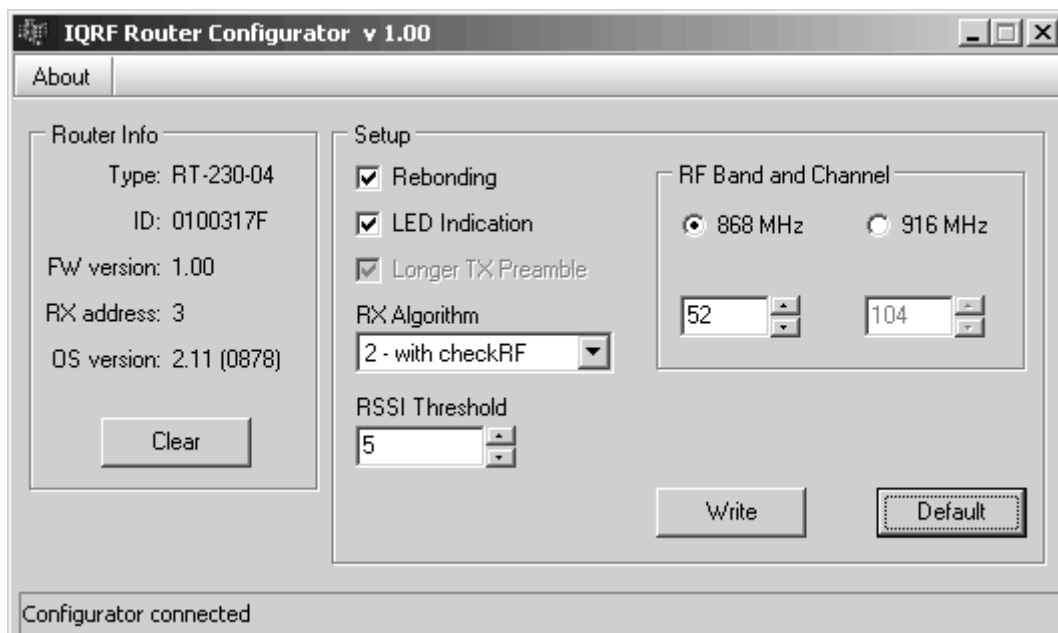 IQRF Router Configurator v 1.00
About
Router Info
Type: RT-230-04
ID: 0100317F
FW version: 1.00
RX address: 3
OS version: 2.11 (0878)
Clear
Setup
Rebonding
LED Indication
Longer TX Preamble
RX Algorithm
2 - with checkRF
RSSI Threshold
5
RF Band and Channel
868 MHz 916 MHz
52 104
Write Default
Configurator connected